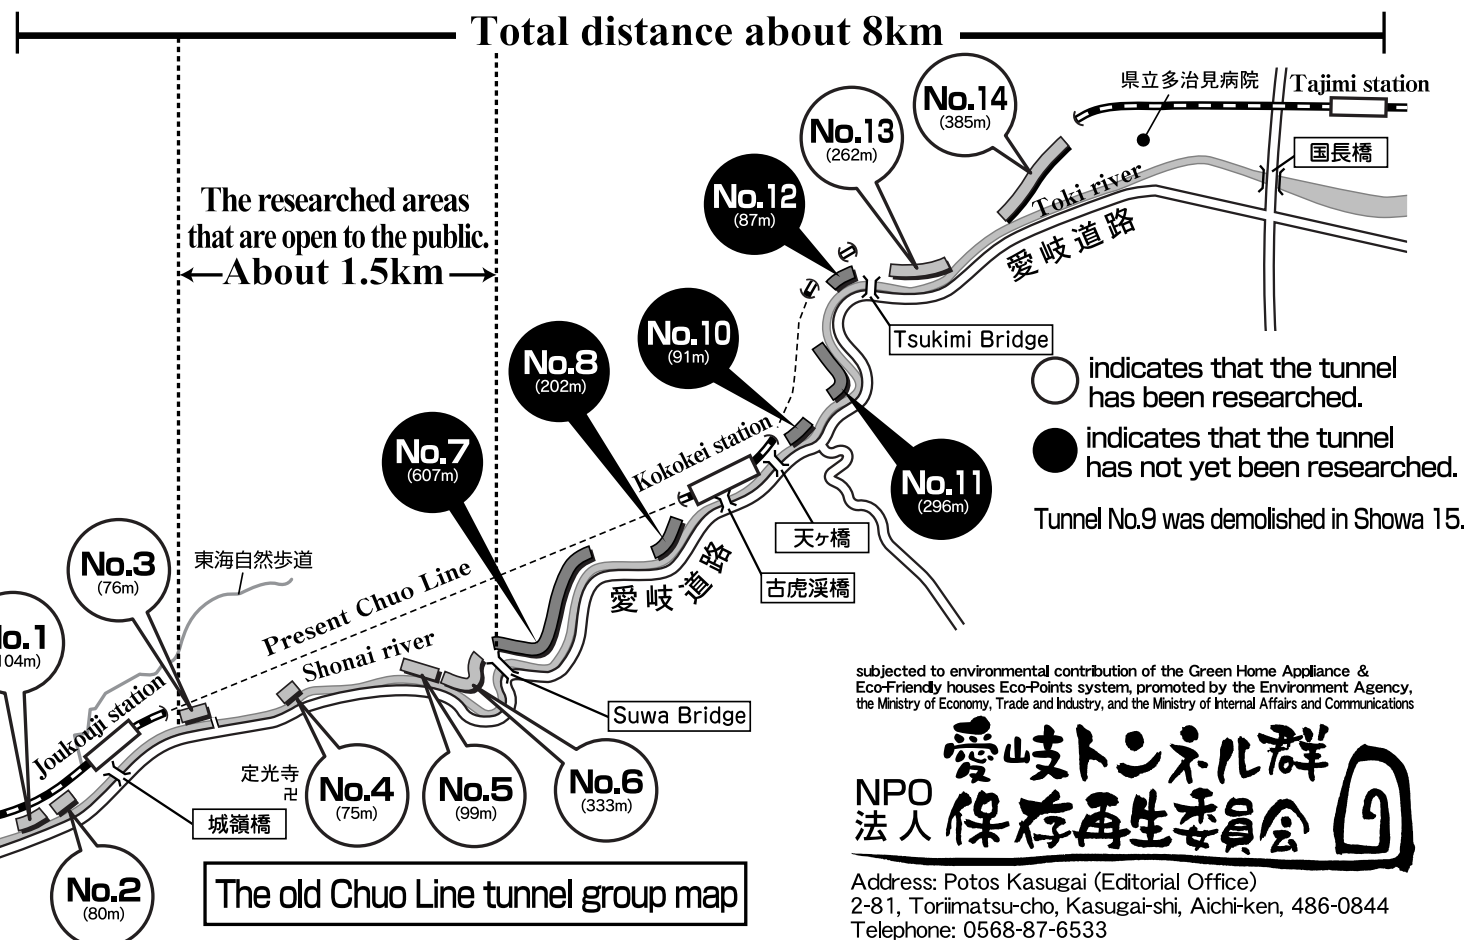 Total distance about 8km
The researched areas
that are open to the public.
About 1.5km
No.14
(385m)
No.13
(262m)
No.12
(87m)
No.10
(91m)
No.8
(202m)
No.7
(607m)
No.11
(296m)
No.3
(76m)
(104m)
No.2
(80m)
No.4
(75m)
No.5
(99m)
No.6
(333m)
県立多治見病院
Tajimi station
国長橋
Toki river
愛岐道路
Tsukimi Bridge
Kokokei station
天ヶ橋
古虎渓橋
愛岐道路
東海自然歩道
Present Chuo Line
Shonai river
Joukouji station
Suwa Bridge
定光寺
卍
城嶺橋
indicates that the tunnel
has been researched.
indicates that the tunnel
has not yet been researched.
Tunnel No.9 was demolished in Showa 15.
The old Chuo Line tunnel group map
subjected to environmental contribution of the Green Home Appliance &
Eco-Friendly houses Eco-Points system, promoted by the Environment Agency,
the Ministry of Economy, Trade and Industry, and the Ministry of Internal Affairs and Communications
NPO
法人
愛岐トンネル群
保存再生委員会
Address: Potos Kasugai (Editorial Office)
2-81, Toriimatsu-cho, Kasugai-shi, Aichi-ken, 486-0844
Telephone: 0568-87-6533